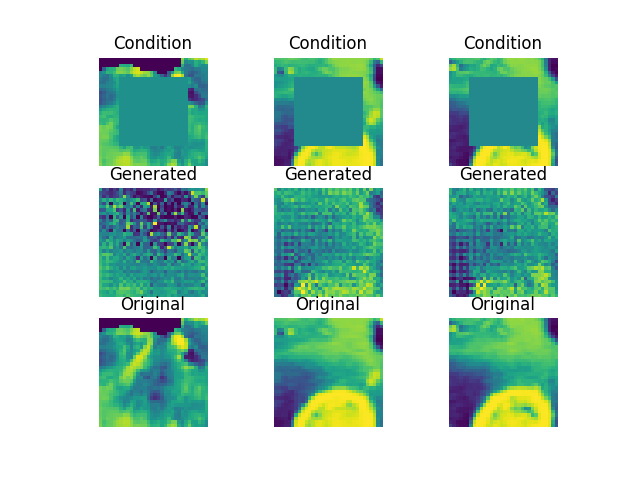 Condition Condition Condition
Generated Generated Generated
Original Original Original